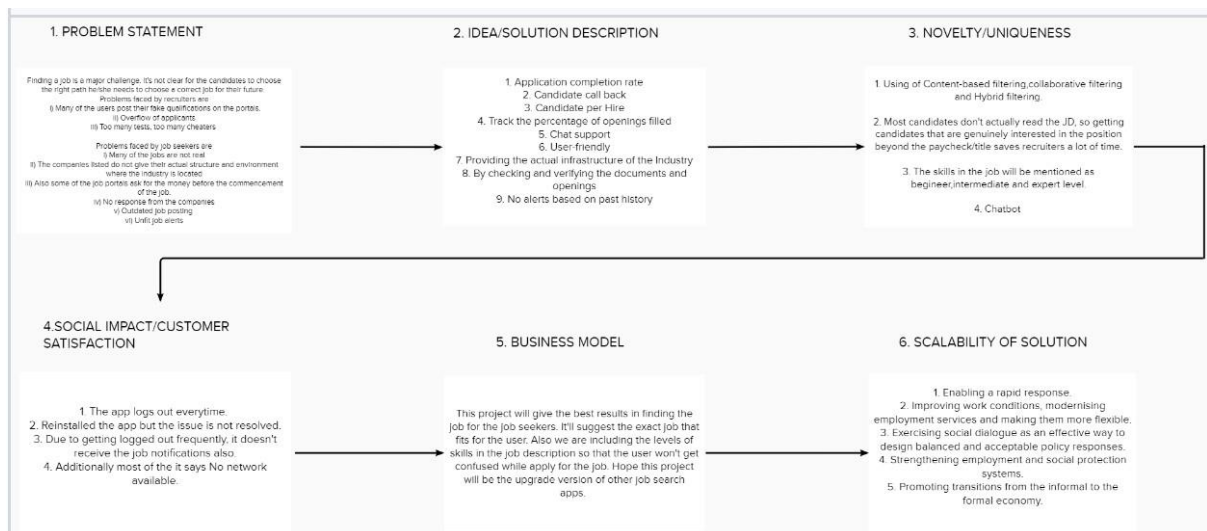 1. PROBLEM STATEMENT
Finding a job is a major challenge. It's not clear for the candidates to choose
the right path he/she needs to choose a correct job for their future.
Problems faced by recruiters are
i) Many of the users post their fake qualifications on the portals.
ii) Overflow of applicants
iii) Too many tests, too many cheaters
Problems faced by job seekers are
i) Many of the jobs are not real
ii) The companies listed do not give their actual structure and environment
where the industry is located
iii) Also some of the job portals ask for the money before the commencement
of the job.
iv) No response from the companies
v) Outdated job posting
vi) Unfit job alerts
2. IDEA/SOLUTION DESCRIPTION
1. Application completion rate
2. Candidate call back
3. Candidate per Hire
4. Track the percentage of openings filled
5. Chat support
6. User-friendly
7. Providing the actual infrastructure of the Industry
8. By checking and verifying the documents and
openings
9. No alerts based on past history
3. NOVELTY/UNIQUENESS
1. Using of Content-based filtering,collaborative filtering
and Hybrid filtering.
2. Most candidates don't actually read the JD, so getting
candidates that are genuinely interested in the position
beyond the paycheck/title saves recruiters a lot of time.
3. The skills in the job will be mentioned as
begineer,intermediate and expert level.
4. Chatbot
4.SOCIAL IMPACT/CUSTOMER
SATISFACTION
1. The app logs out everytime.
2. Reinstalled the app but the issue is not resolved.
3. Due to getting logged out frequently, it doesn't
receive the job notifications also.
4. Additionally most of the it says No network
available.
5. BUSINESS MODEL
This project will give the best results in finding the
job for the job seekers. It'll suggest the exact job that
fits for the user. Also we are including the levels of
skills in the job description so that the user won't get
confused while apply for the job. Hope this project
will be the upgrade version of other job search
apps.
6. SCALABILITY OF SOLUTION
1. Enabling a rapid response.
2. Improving work conditions, modernising
employment services and making them more flexible.
3. Exercising social dialogue as an effective way to
design balanced and acceptable policy responses.
4. Strengthening employment and social protection
systems.
5. Promoting transitions from the informal to the
formal economy.